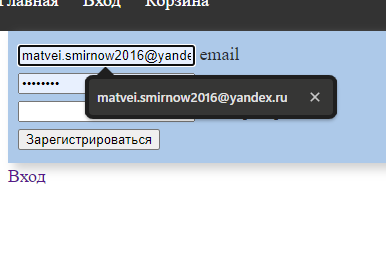 Главная Вход Корзина
matvei.smirnow2016@yande email
••••••••
matvei.smirnow2016@yandex.ru ×
Зарегистрироваться
Вход